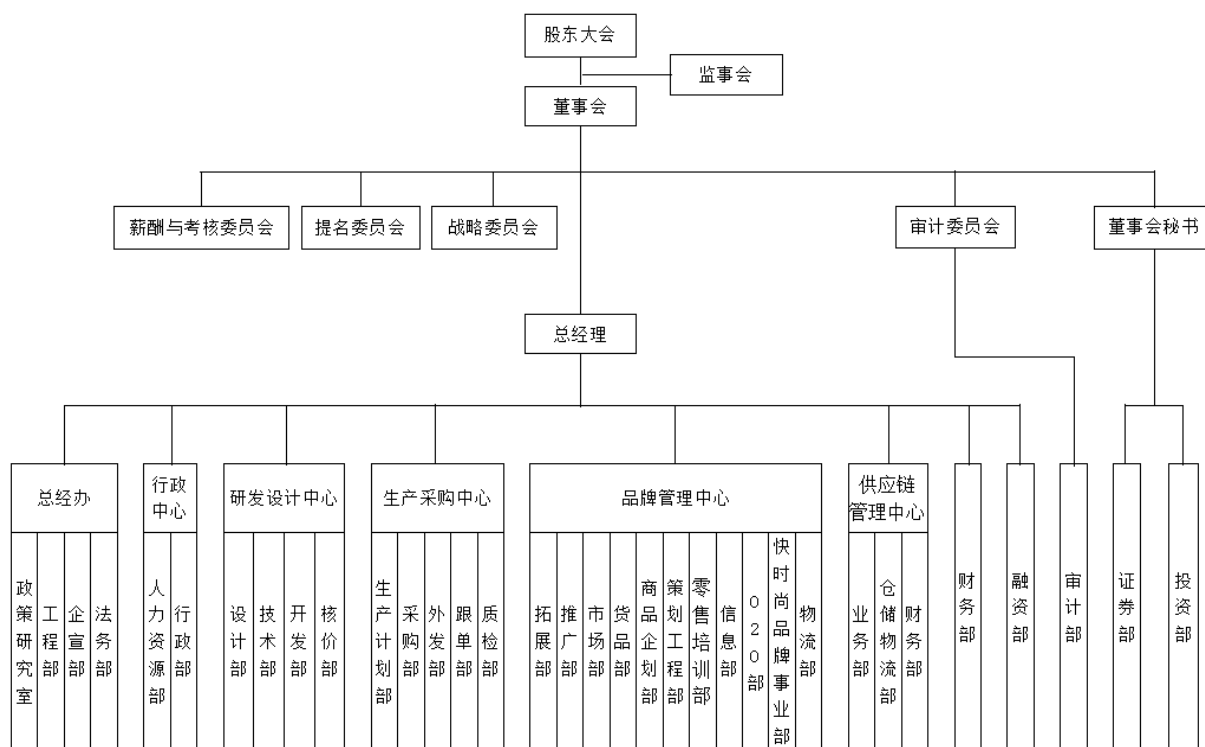 股东大会
监事会
董事会
薪酬与考核委员会
提名委员会
战略委员会
审计委员会
董事会秘书
总经理
总经办
行政
中心
研发设计中心
生产采购中心
品牌管理中心
供应链
管理中心
财务部
融资部
审计部
证券部
投资部
政策研究室
工程部
企宣部
法务部
人力资源部
行政部
设计部
技术部
开发部
核价部
生产计划部
采购部
外发部
跟单部
质检部
拓展部
推广部
市场部
货品部
商品企划部
策划工程部
零售培训部
信息部
O2O部
快时尚品牌事业部
物流部
业务部
仓储物流部
财务部